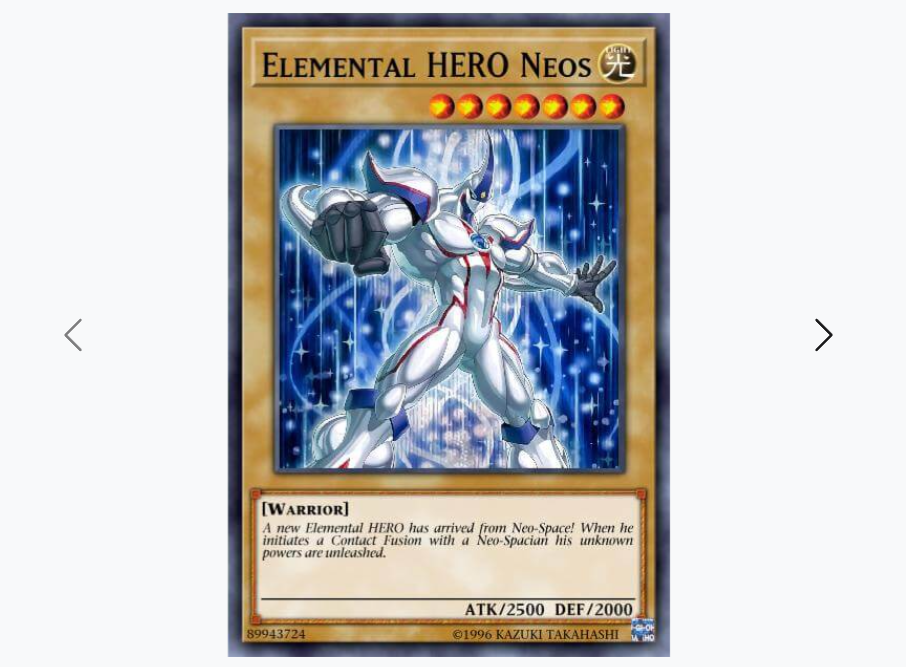 ELEMENTAL HERO NEOS
LIGHT
光
[WARRIOR]
A new Elemental HERO has arrived from Neo-Space! When he
initiates a Contact Fusion with a Neo-Spacian his unknown
powers are unleashed.
ATK/2500 DEF/2000
89943724
©1996 KAZUKI TAKAHASHI